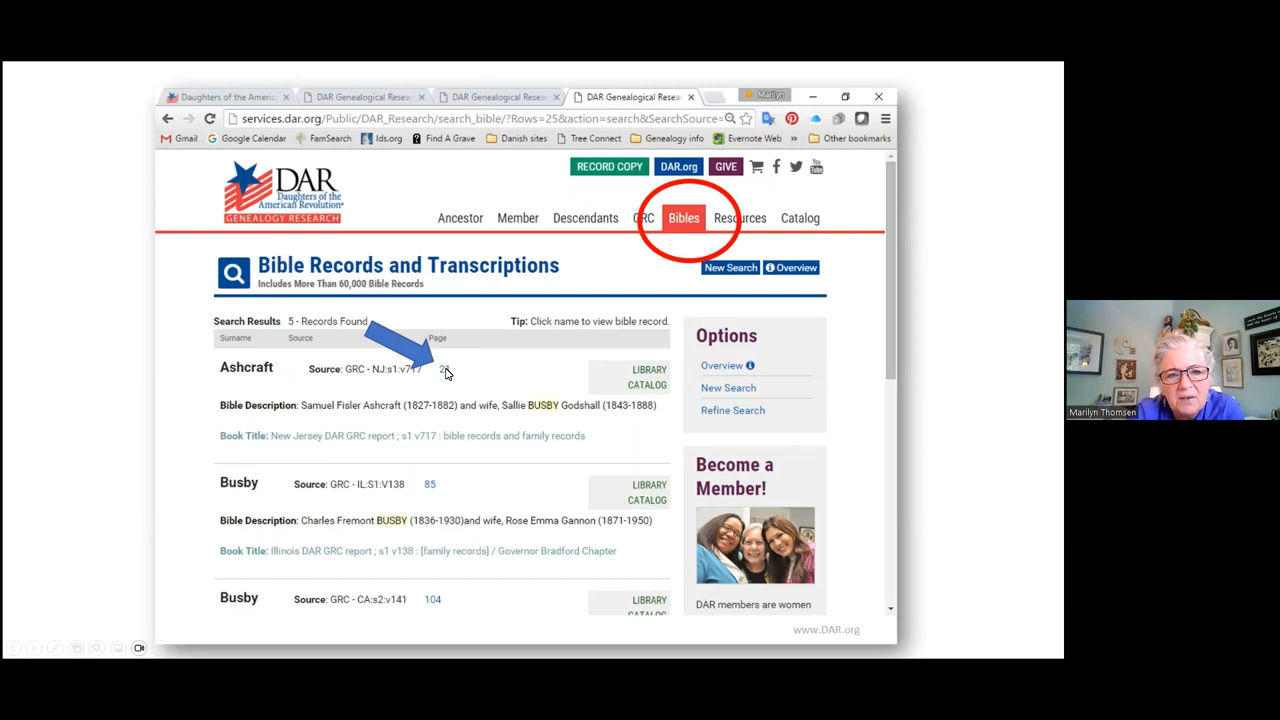 Daughters of the Americ
DAR Genealogical Resea
DAR Genealogical Resea
DAR Genealogical Resea
Marilyn
services.dar.org/Public/DAR_Research/search_bible/?Rows=25&action=search&SearchSource=
Gmail Google Calendar FamSearch lds.org Find A Grave Danish sites Tree Connect Genealogy info Evernote Web » Other bookmarks
RECORD COPY DAR.org GIVE You Tube
DAR
Daughters of the
American Revolution
GENEALOGY RESEARCH
Ancestor Member Descendants GRC Bibles Resources Catalog
Bible Records and Transcriptions
Includes More Than 60,000 Bible Records
New Search Overview
Search Results 5 - Records Found Tip: Click name to view bible record.
Surname Source Page
Ashcraft Source: GRC - NJ:s1:v717
LIBRARY
CATALOG
Bible Description: Samuel Fisler Ashcraft (1827-1882) and wife, Sallie BUSBY Godshall (1843-1888)
Book Title: New Jersey DAR GRC report ; s1 v717 : bible records and family records
Busby Source: GRC - IL:S1:V138 85
LIBRARY
CATALOG
Bible Description: Charles Fremont BUSBY (1836-1930)and wife, Rose Emma Gannon (1871-1950)
Book Title: Illinois DAR GRC report ; s1 v138 : [family records] / Governor Bradford Chapter
Busby Source: GRC - CA:s2:v141 104
LIBRARY
CATALOG
Options
Overview
New Search
Refine Search
Become a
Member!
DAR members are women
www.DAR.org
Marilyn Thomsen